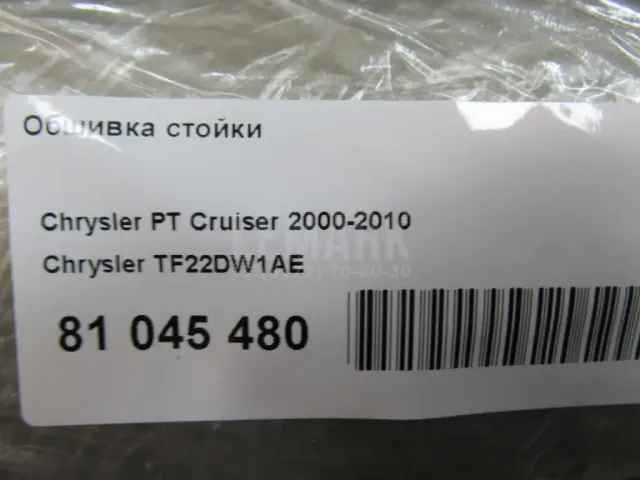 Обшивка стойки
Chrysler PT Cruiser 2000-2010
Chrysler TF22DW1AE
81 045 480